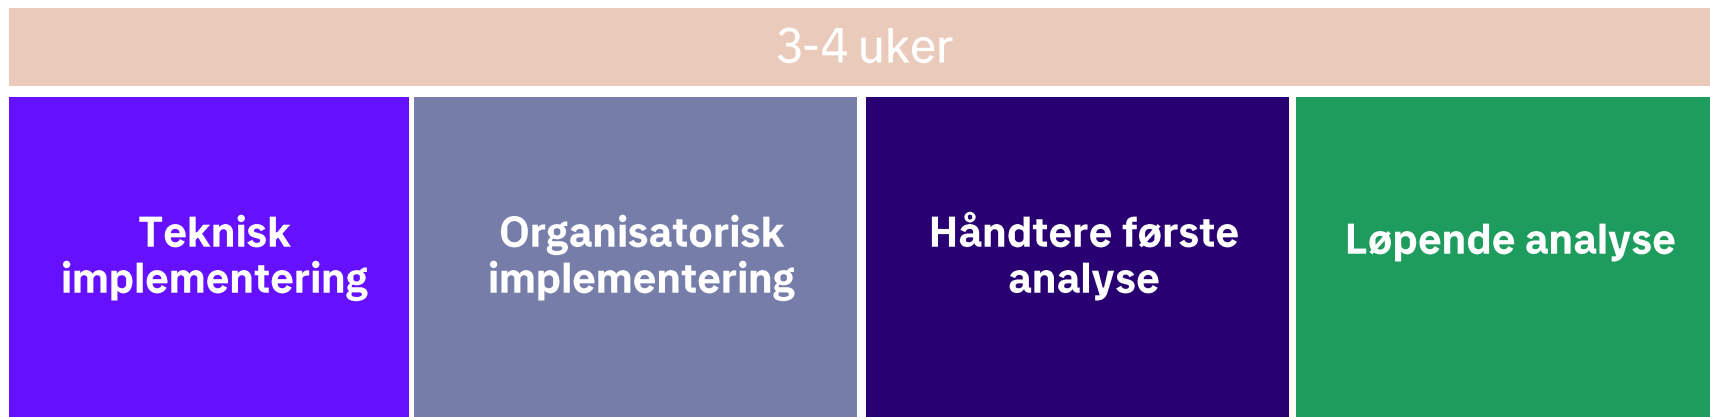 3-4 uker
Teknisk
implementering
Organisatorisk
implementering
Håndtere første
analyse
Løpende analyse